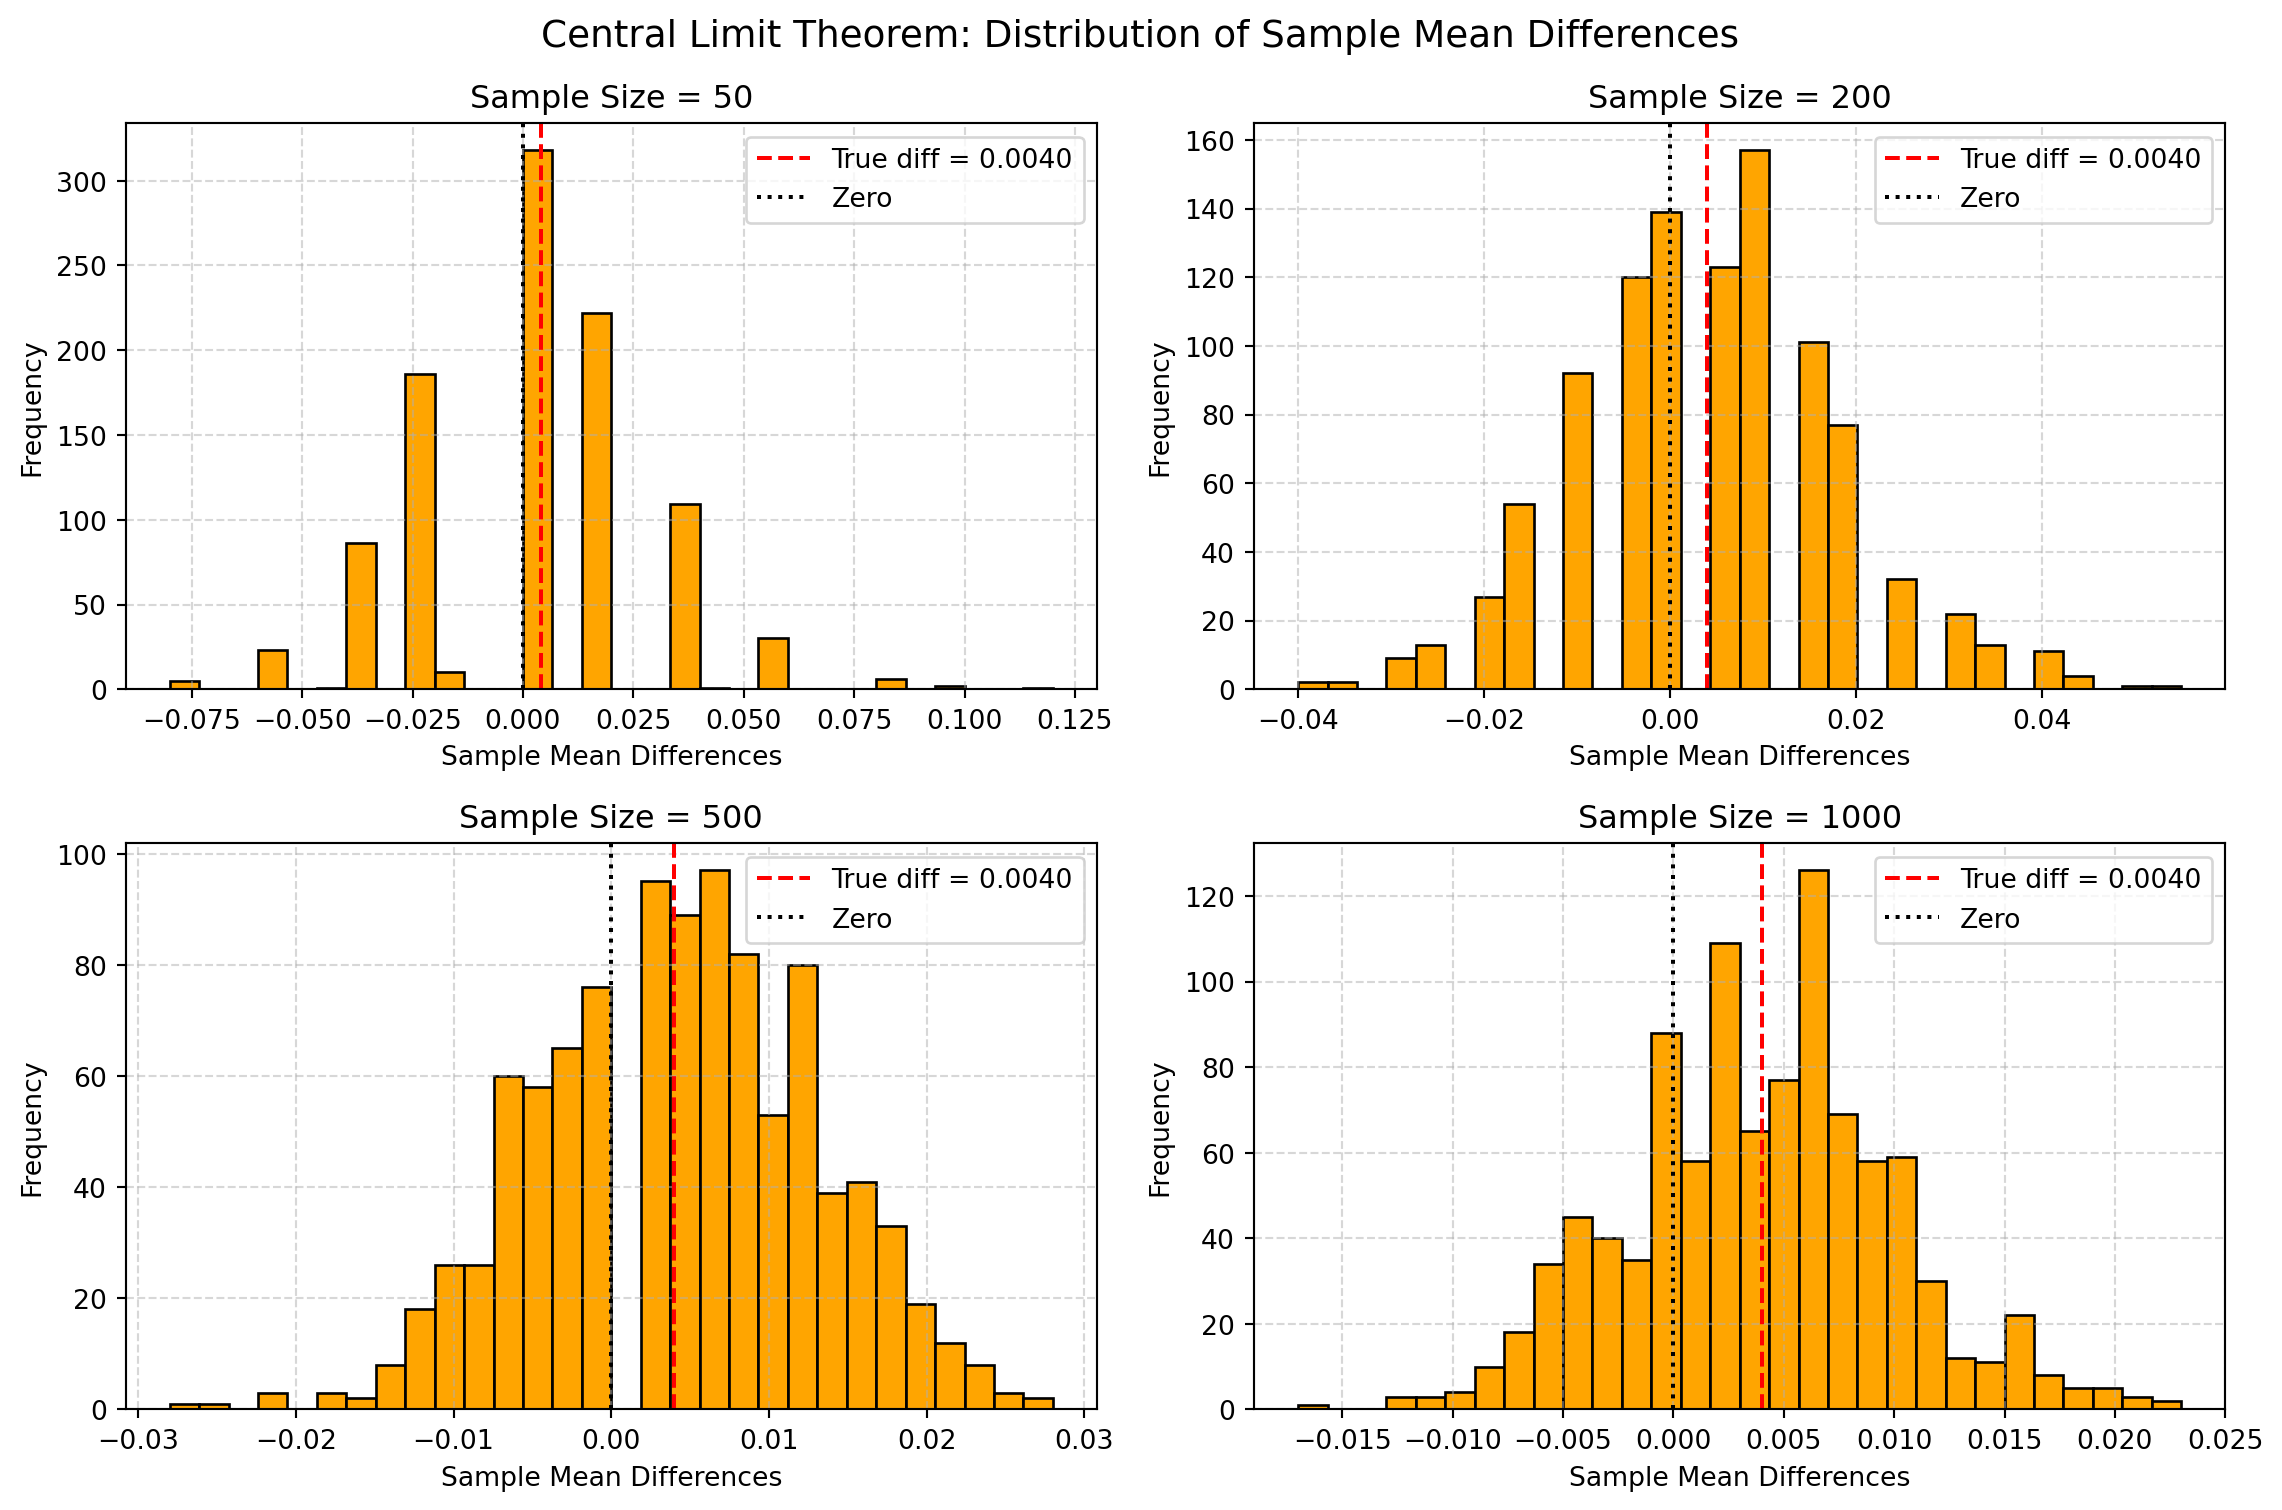 Central Limit Theorem: Distribution of Sample Mean Differences
Sample Size = 50
True diff = 0.0040
Zero
Frequency
300
250
200
150
100
50
0
−0.075 −0.050 −0.025 0.000 0.025 0.050 0.075 0.100 0.125
Sample Mean Differences
Sample Size = 200
True diff = 0.0040
Zero
Frequency
160
140
120
100
80
60
40
20
0
−0.04 −0.02 0.00 0.02 0.04
Sample Mean Differences
Sample Size = 500
True diff = 0.0040
Zero
Frequency
100
80
60
40
20
0
−0.03 −0.02 −0.01 0.00 0.01 0.02 0.03
Sample Mean Differences
Sample Size = 1000
True diff = 0.0040
Zero
Frequency
120
100
80
60
40
20
0
−0.015 −0.010 −0.005 0.000 0.005 0.010 0.015 0.020 0.025
Sample Mean Differences